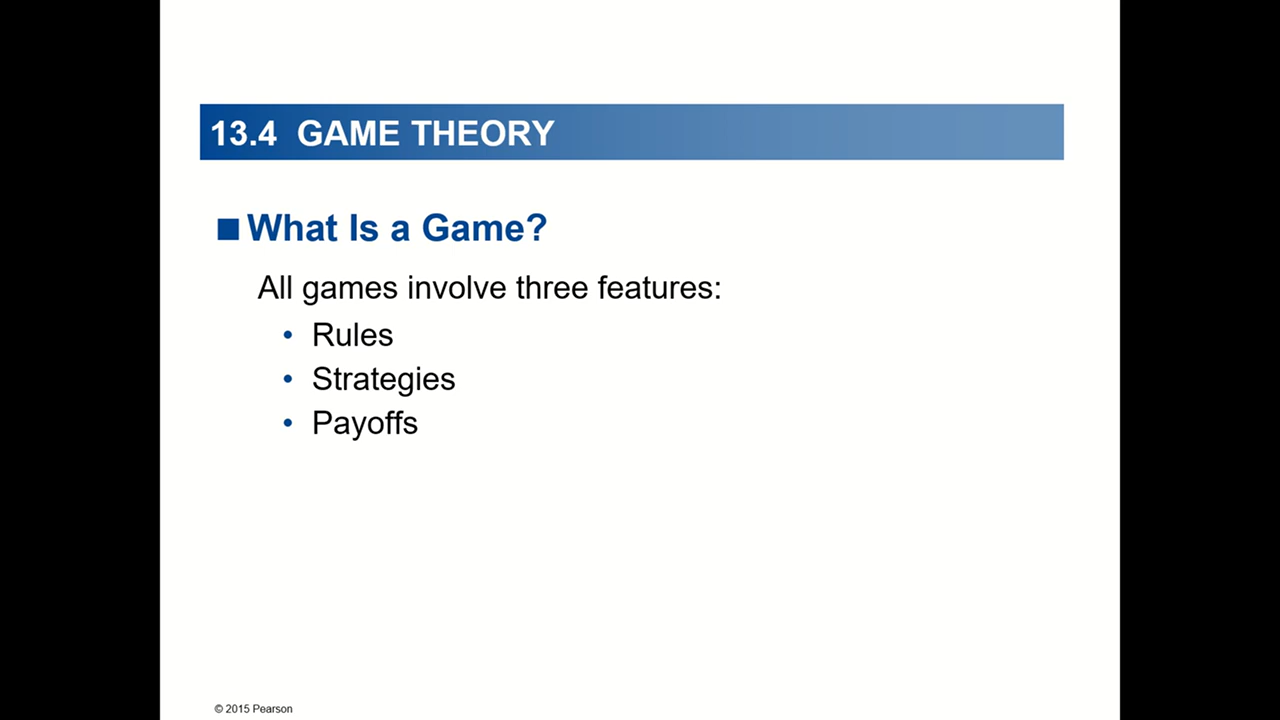 13.4 GAME THEORY
■ What Is a Game?
All games involve three features:
• Rules
• Strategies
• Payoffs
© 2015 Pearson